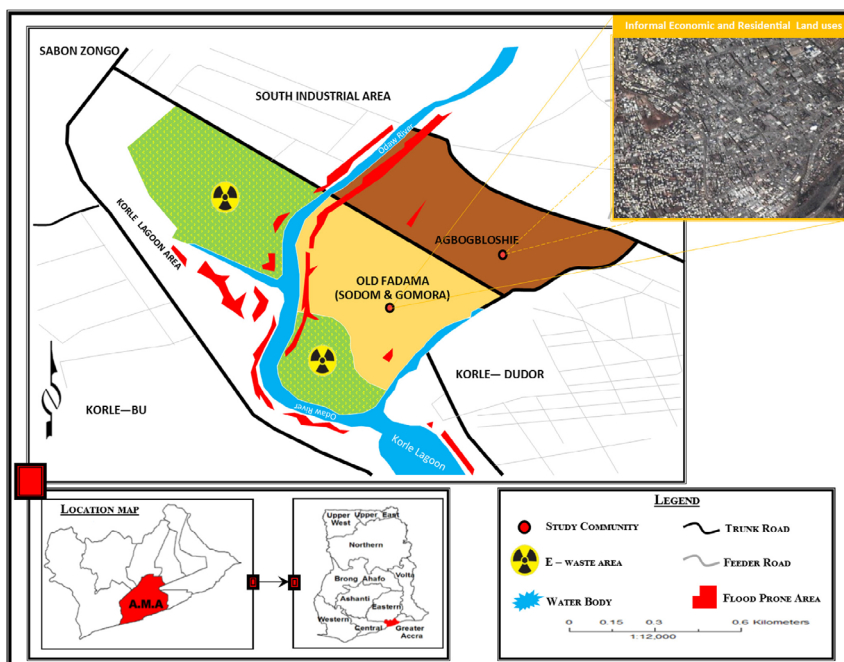 Informal Economic and Residential Land uses
SABON ZONGO
SOUTH INDUSTRIAL AREA
Odaw River
KORLE LAGOON AREA
AGBOGBLOSHIE
OLD FADAMA
(SODOM & GOMORA)
KORLE— DUDOR
KORLE—BU
Odaw River
Korle Lagoon
LOCATION MAP
A.M.A
Upper West
Upper East
Northern
Brong Ahafo
Volta
Ashanti
Eastern
Western
Central
Greater Accra
LEGEND
STUDY COMMUNITY
TRUNK ROAD
E – WASTE AREA
FEEDER ROAD
WATER BODY
FLOOD PRONE AREA
0 0.15 0.3 0.6 Kilometers
1:12,000